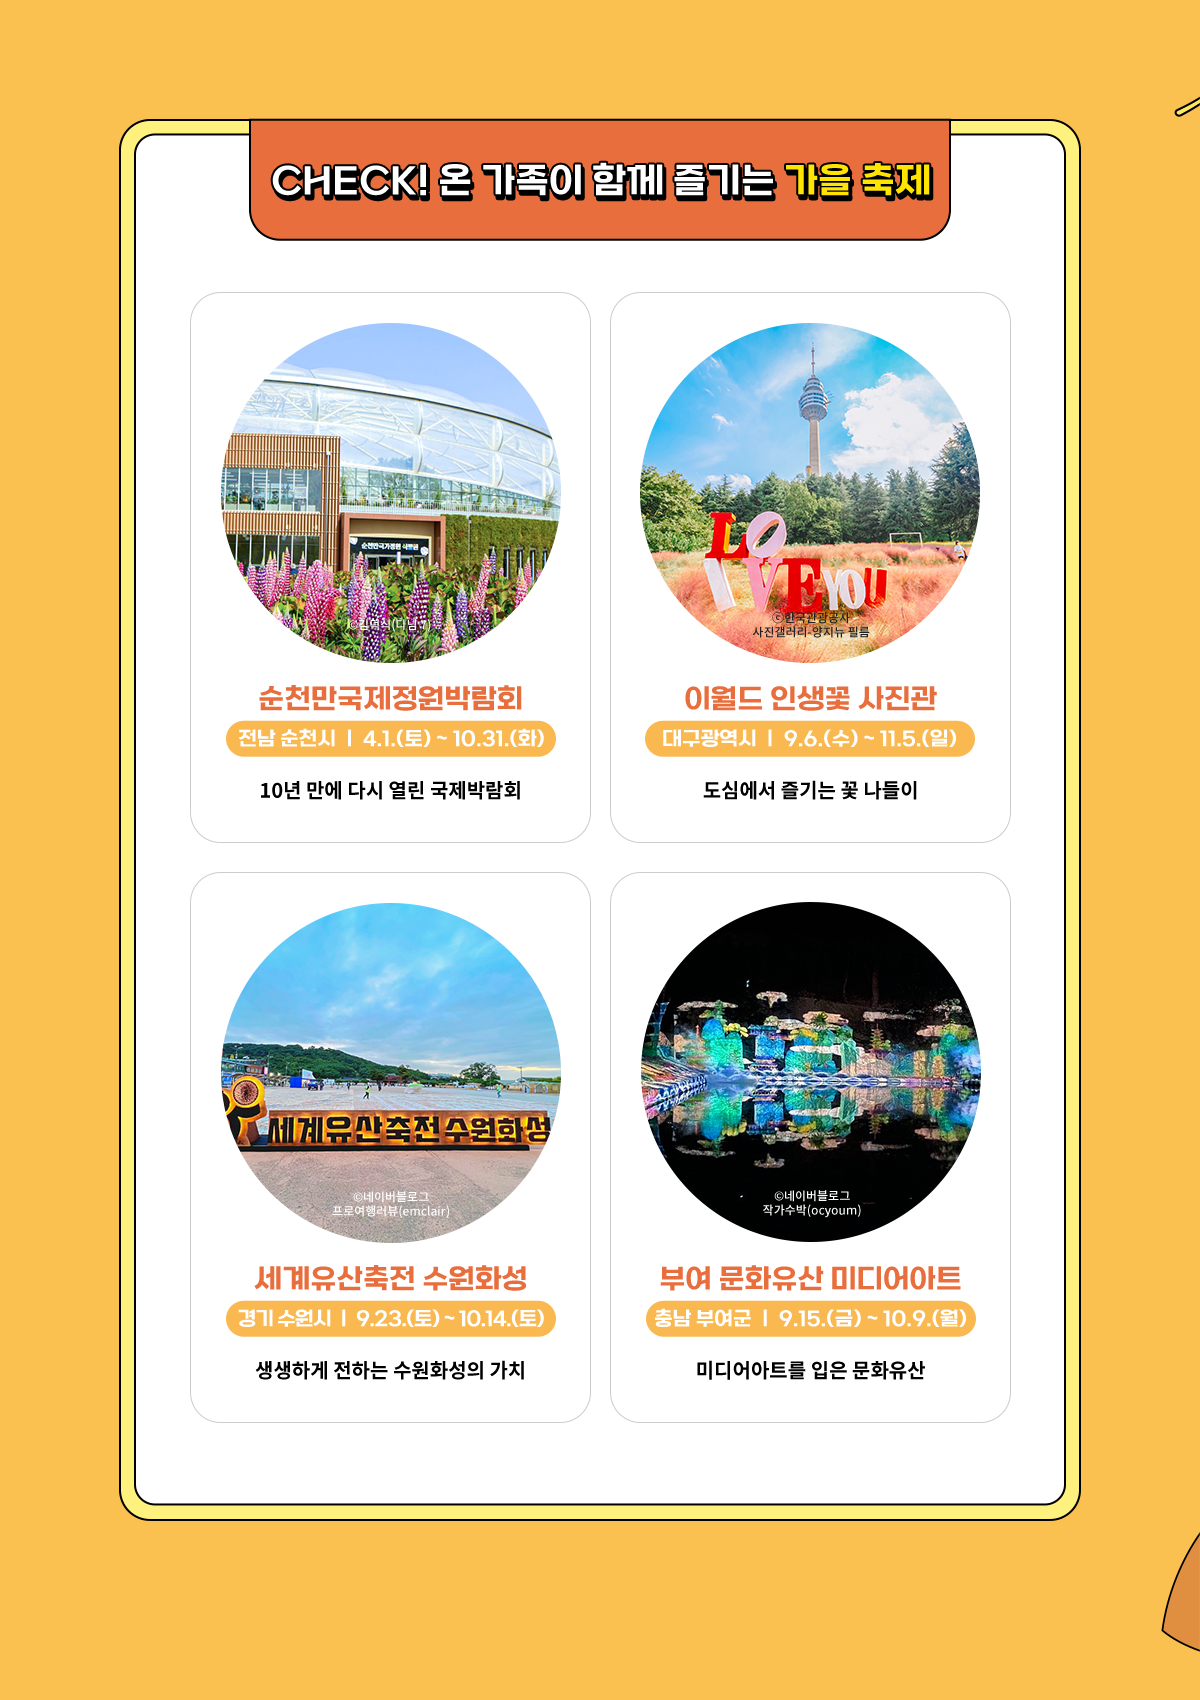 CHECK! 온 가족이 함께 즐기는 가을 축제
순천만국가정원 식물원
순천만국제정원박람회
전남 순천시 | 4.1.(토) ~ 10.31.(화)
10년 만에 다시 열린 국제박람회
LO
VE YOU
ⓒ한국관광공사
사진갤러리-양지뉴 필름
이월드 인생꽃 사진관
대구광역시 | 9.6.(수) ~ 11.5.(일)
도심에서 즐기는 꽃 나들이
세계유산축전 수원화성
©네이버블로그
프로여행러뷰(emclair)
세계유산축전 수원화성
경기 수원시 | 9.23.(토) ~ 10.14.(토)
생생하게 전하는 수원화성의 가치
©네이버블로그
작가수박(ocyoum)
부여 문화유산 미디어아트
충남 부여군 | 9.15.(금) ~ 10.9.(월)
미디어아트를 입은 문화유산